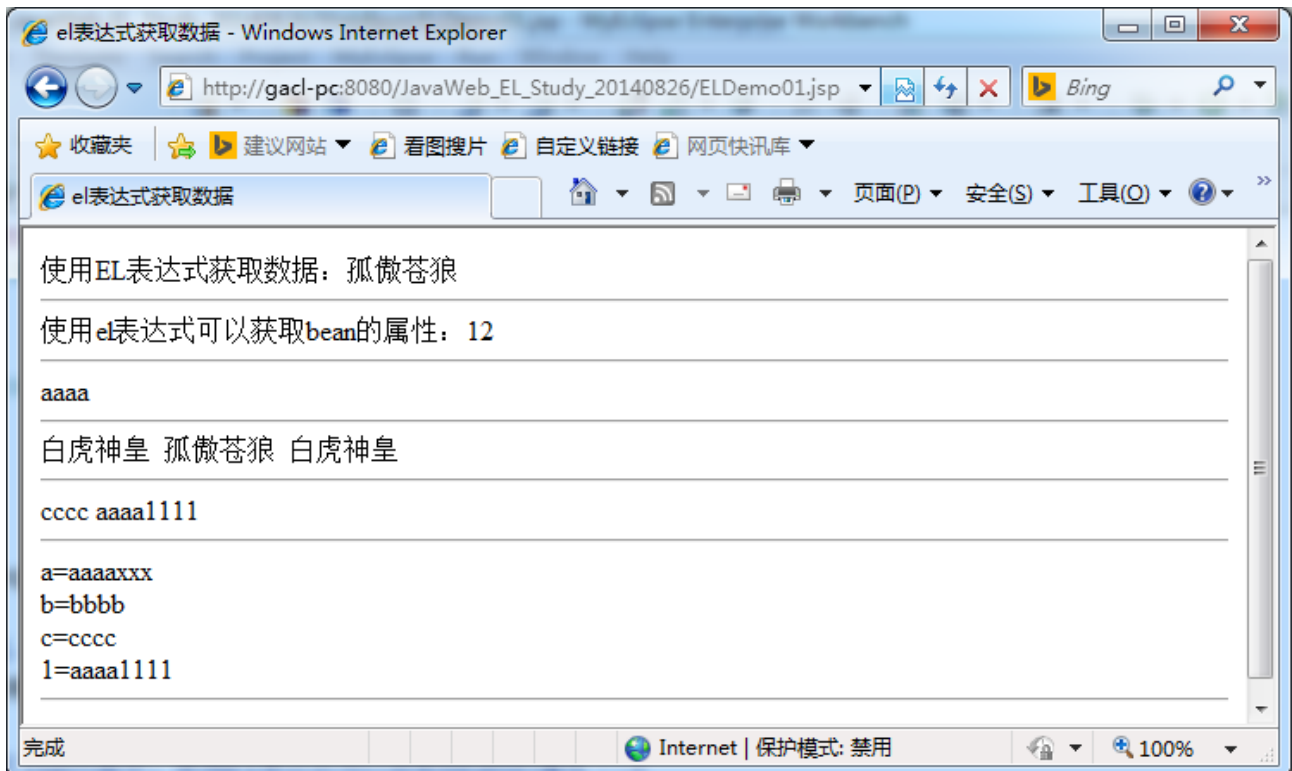 el表达式获取数据 - Windows Internet Explorer
http://gacl-pc:8080/JavaWeb_EL_Study_20140826/ELDemo01.jsp Bing
收藏夹 建议网站 看图搜片 自定义链接 网页快讯库
el表达式获取数据 页面(P) 安全(S) 工具(O) »
使用EL表达式获取数据：孤傲苍狼
使用el表达式可以获取bean的属性：12
aaaa
白虎神皇 孤傲苍狼 白虎神皇
cccc aaaa1111
a=aaaaxxx
b=bbbb
c=cccc
1=aaaa1111
完成 Internet | 保护模式: 禁用 100%